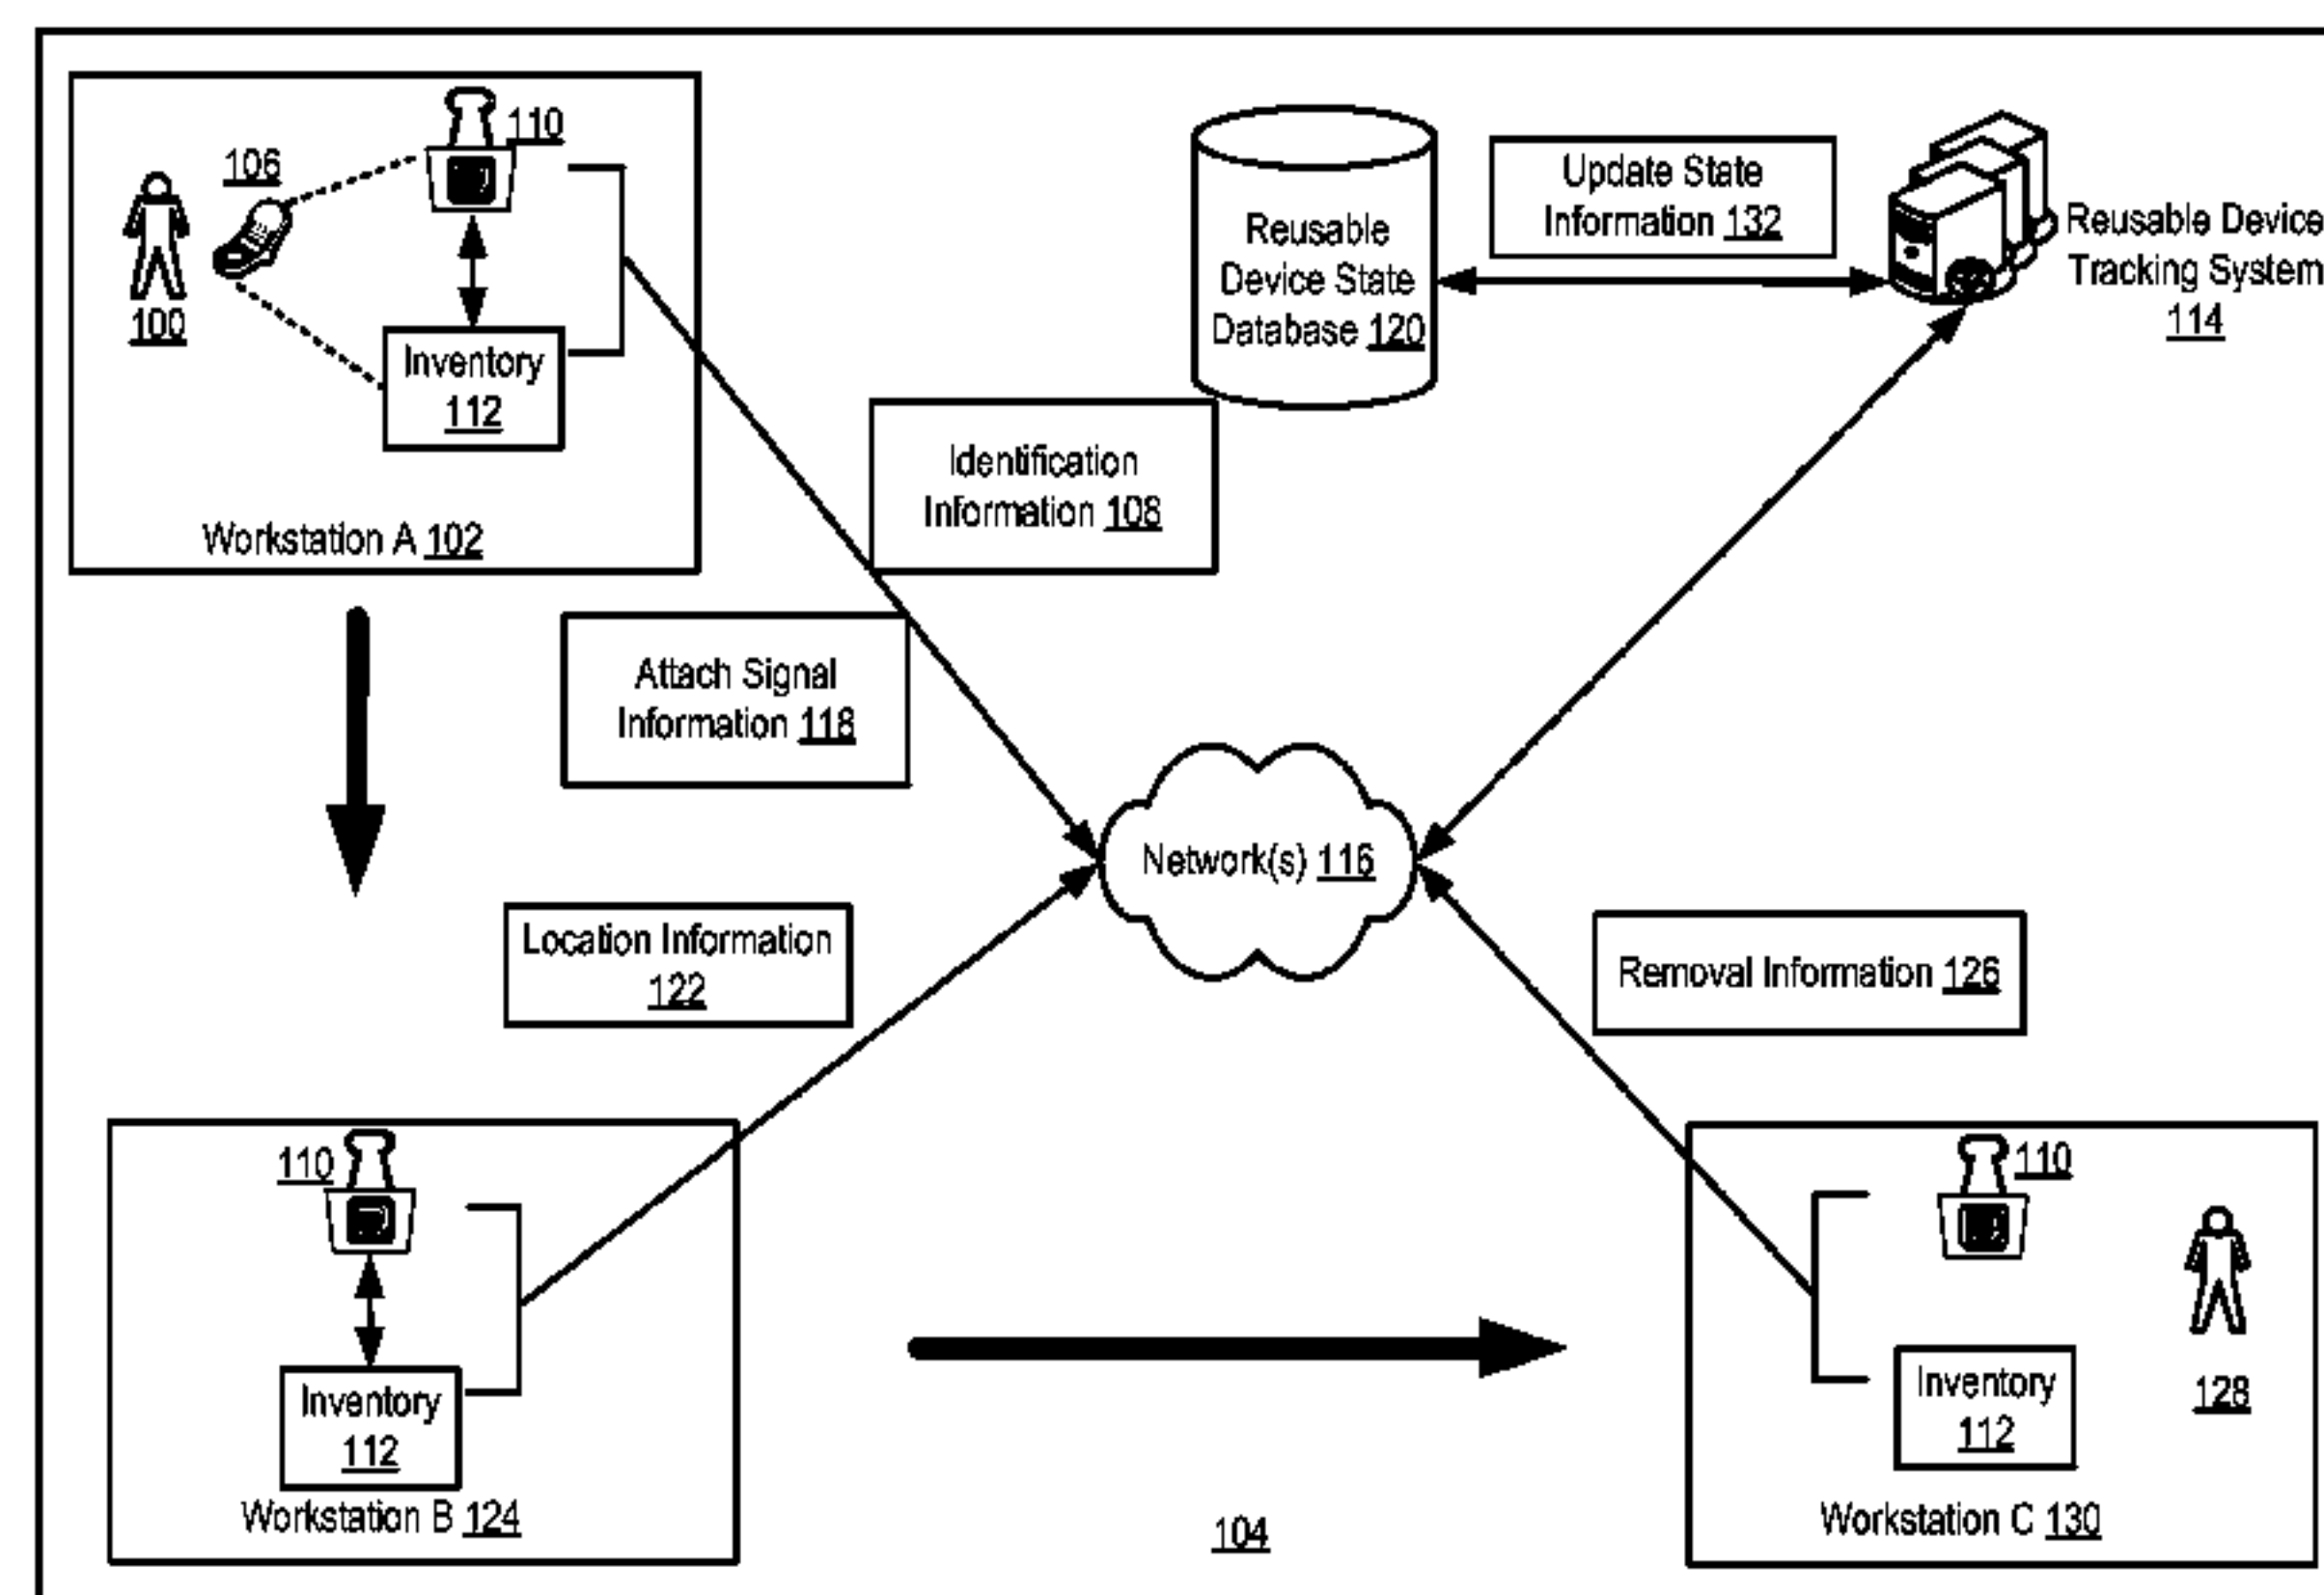 110
106
100
Inventory
112
Workstation A 102
Reusable
Device State
Database 120
Update State
Information 132
Reusable Device
Tracking System
114
Identification
Information 108
Attach Signal
Information 118
Network(s) 116
Location Information
122
Removal Information 126
110
Inventory
112
Workstation B 124
104
110
128
Inventory
112
Workstation C 130